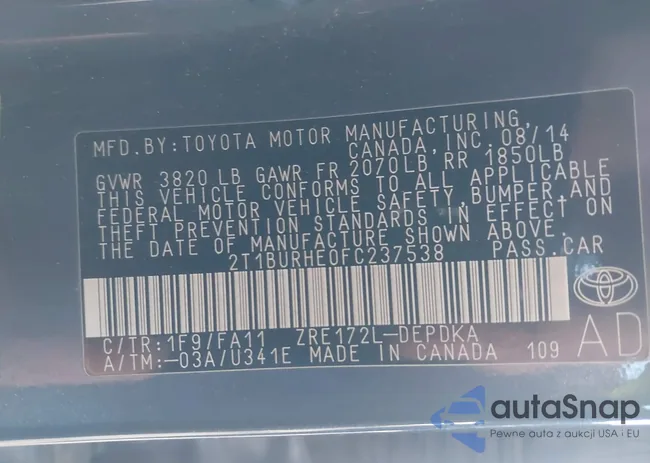 MFD.BY:TOYOTA MOTOR MANUFACTURING,
CANADA,INC. 08/14
GVWR 3820 LB GAWR FR 2070LB, RR 1850LB
THIS VEHICLE CONFORMS TO ALL APPLICABLE
FEDERAL MOTOR VEHICLE SAFETY,BUMPER,AND
THEFT PREVENTION STANDARDS IN EFFECT ON
THE DATE OF MANUFACTURE SHOWN ABOVE.
2T1BURHE0FC237538 PASS.CAR
C/TR:1F9/FA11 ZRE172L-DEPDKA
A/TM:-03A/U341E MADE IN CANADA 109
AD
autaSnap
Pewne auta z aukcji USA i EU